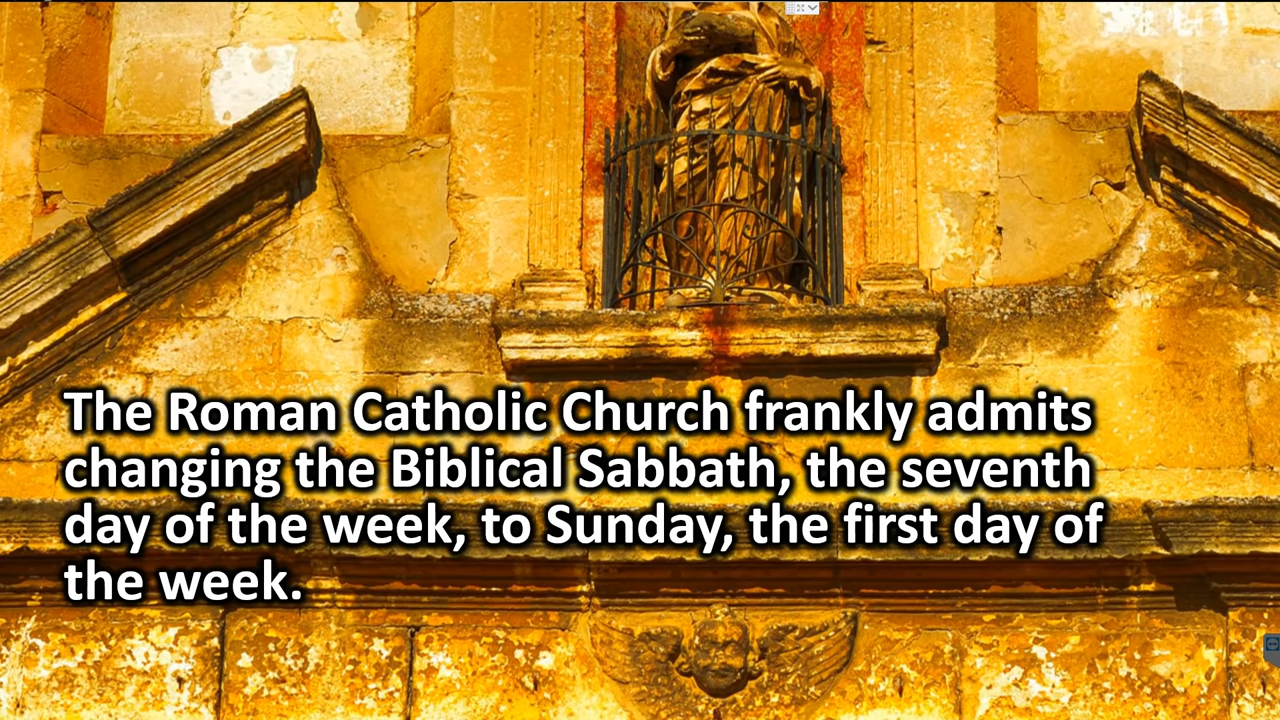 The Roman Catholic Church frankly admits
changing the Biblical Sabbath, the seventh
day of the week, to Sunday, the first day of
the week.